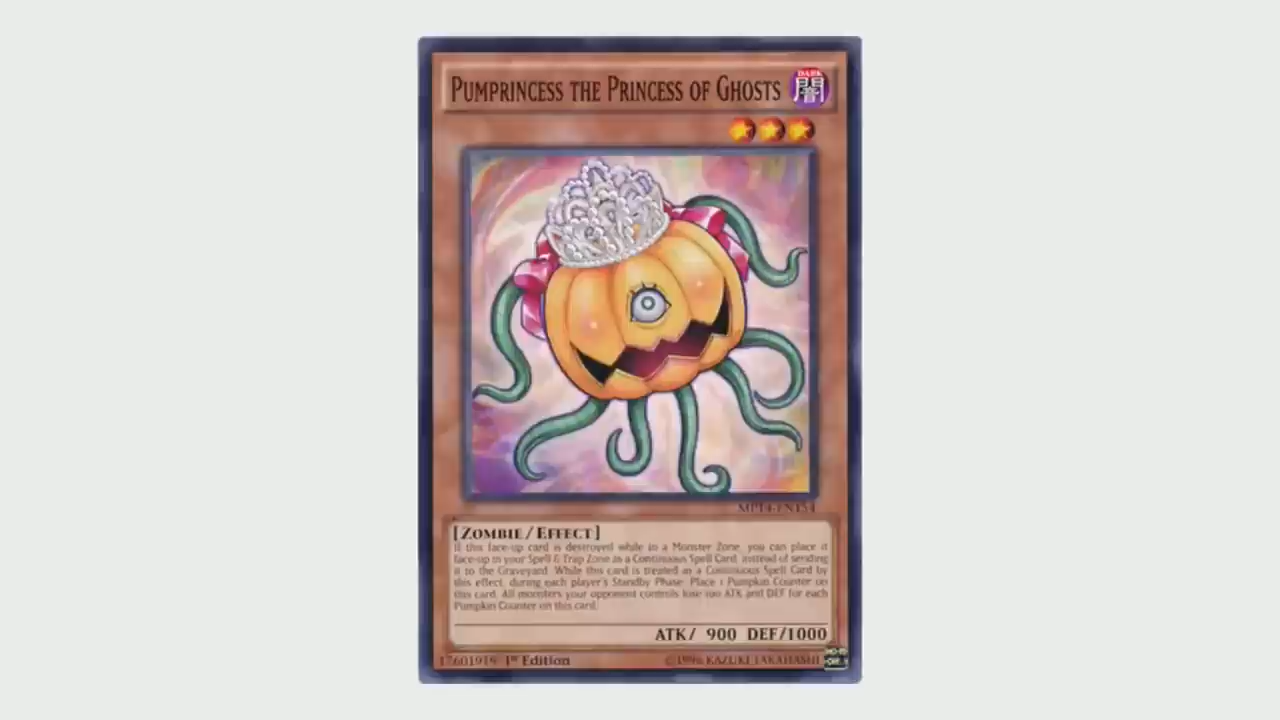 PUMPRINCESS THE PRINCESS OF GHOSTS
DARK
闇
MP14-EN154
[ZOMBIE/EFFECT]
If this face-up card is destroyed while in a Monster Zone, you can place it
face-up in your Spell & Trap Zone as a Continuous Spell Card, instead of sending
it to the Graveyard. While this card is treated as a Continuous Spell Card by
this effect, during each player's Standby Phase: Place 1 Pumpkin Counter on
this card. All monsters your opponent controls lose 100 ATK and DEF for each
Pumpkin Counter on this card.
ATK/ 900 DEF/1000
17601919 1st Edition
©1996 KAZUKI TAKAHASHI